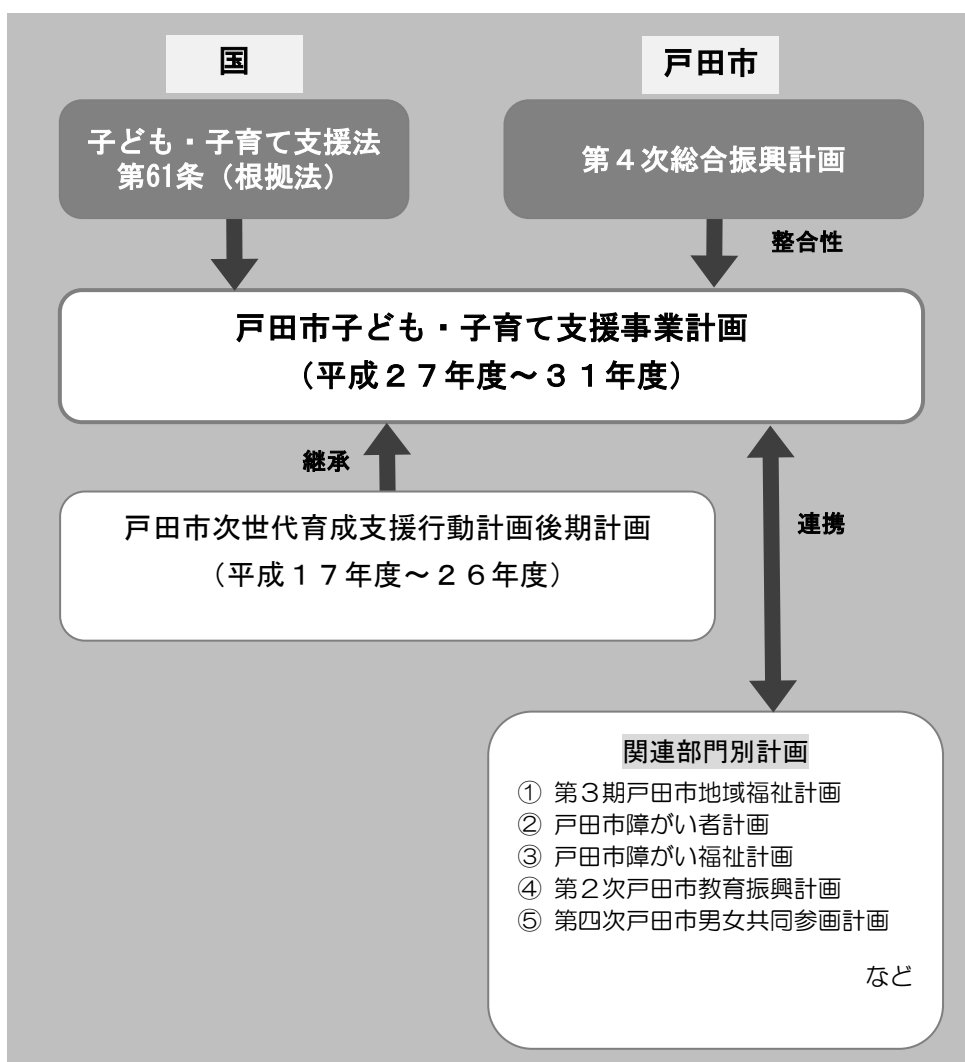 国
戸田市
子ども・子育て支援法
第61条（根拠法）
第４次総合振興計画
整合性
戸田市子ども・子育て支援事業計画
（平成２７年度～３１年度）
継承
戸田市次世代育成支援行動計画後期計画
（平成１７年度～２６年度）
連携
関連部門別計画
① 第３期戸田市地域福祉計画
② 戸田市障がい者計画
③ 戸田市障がい福祉計画
④ 第２次戸田市教育振興計画
⑤ 第四次戸田市男女共同参画計画
など